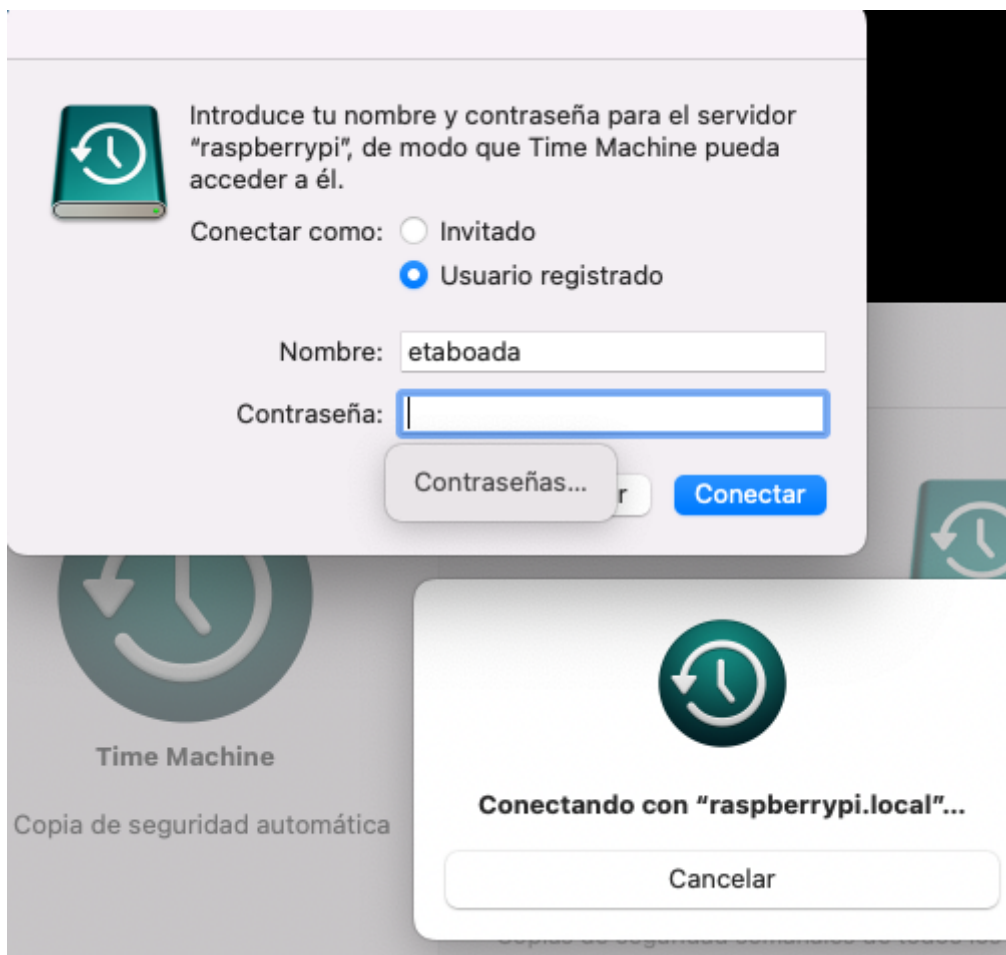 Introduce tu nombre y contraseña para el servidor
“raspberrypi”, de modo que Time Machine pueda
acceder a él.
Conectar como: Invitado
Usuario registrado
Nombre: etaboada
Contraseña:
Contraseñas...
r Conectar
Time Machine
Copia de seguridad automática
Conectando con “raspberrypi.local”...
Cancelar